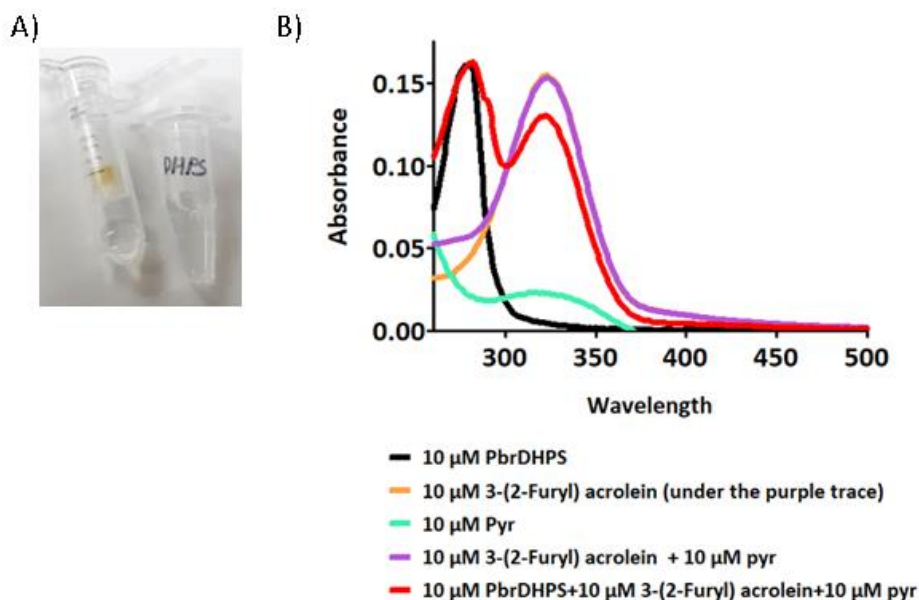 A)
B)
DHPS
Absorbance
0.15
0.10
0.05
0.00
300
350
400
450
500
Wavelength
10 µM PbrDHPS
10 µM 3-(2-Furyl) acrolein (under the purple trace)
10 µM Pyr
10 µM 3-(2-Furyl) acrolein + 10 µM pyr
10 µM PbrDHPS+10 µM 3-(2-Furyl) acrolein+10 µM pyr